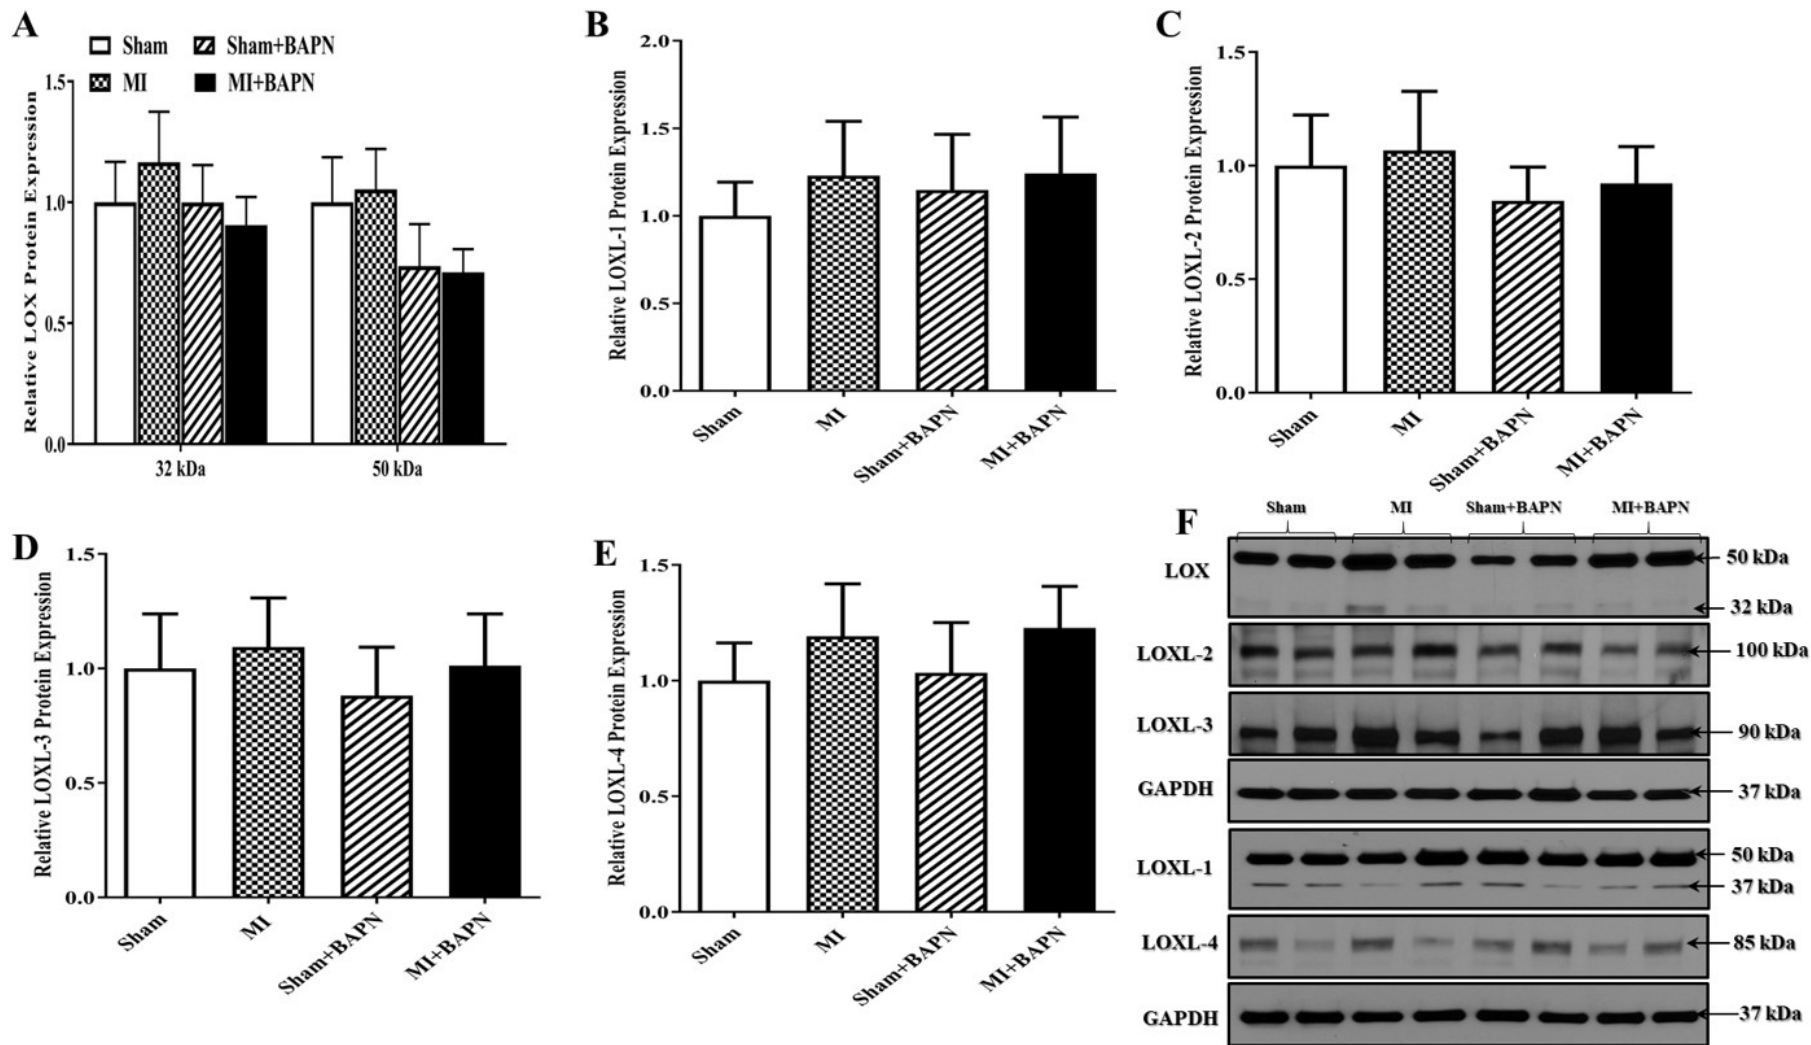 A
Sham
Sham+BAPN
MI
MI+BAPN
Relative LOX Protein Expression
1.5
1.0
0.5
0.0
32 kDa
50 kDa
B
Relative LOXL-1 Protein Expression
2.0
1.5
1.0
0.5
0.0
Sham
MI
Sham+BAPN
MI+BAPN
C
Relative LOXL-2 Protein Expression
1.5
1.0
0.5
0.0
Sham
MI
Sham+BAPN
MI+BAPN
D
Relative LOXL-3 Protein Expression
1.5
1.0
0.5
0.0
Sham
MI
Sham+BAPN
MI+BAPN
E
Relative LOXL-4 Protein Expression
1.5
1.0
0.5
0.0
Sham
MI
Sham+BAPN
MI+BAPN
F
Sham MI Sham+BAPN MI+BAPN
LOX 50 kDa
32 kDa
LOXL-2 100 kDa
LOXL-3 90 kDa
GAPDH 37 kDa
LOXL-1 50 kDa
37 kDa
LOXL-4 85 kDa
GAPDH 37 kDa